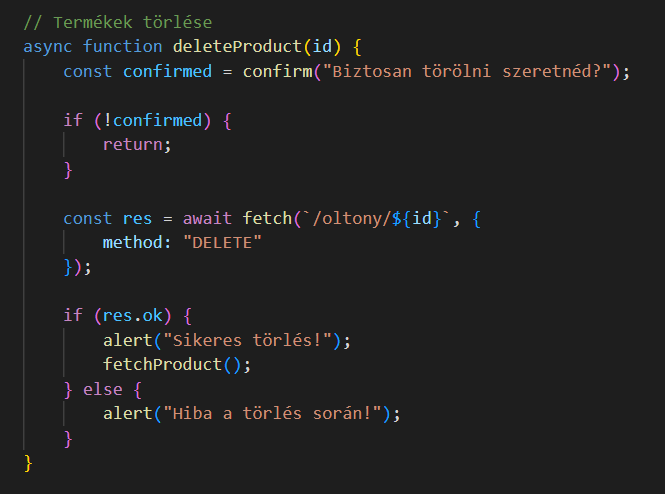 // Termékek törlése
async function deleteProduct(id) {
    const confirmed = confirm("Biztosan törölni szeretnéd?");
    if (!confirmed) {
        return;
    }
    const res = await fetch(`/oltony/${id}`, {
        method: "DELETE"
    });
    if (res.ok) {
        alert("Sikeres törlés!");
        fetchProduct();
    } else {
        alert("Hiba a törlés során!");
    }
}